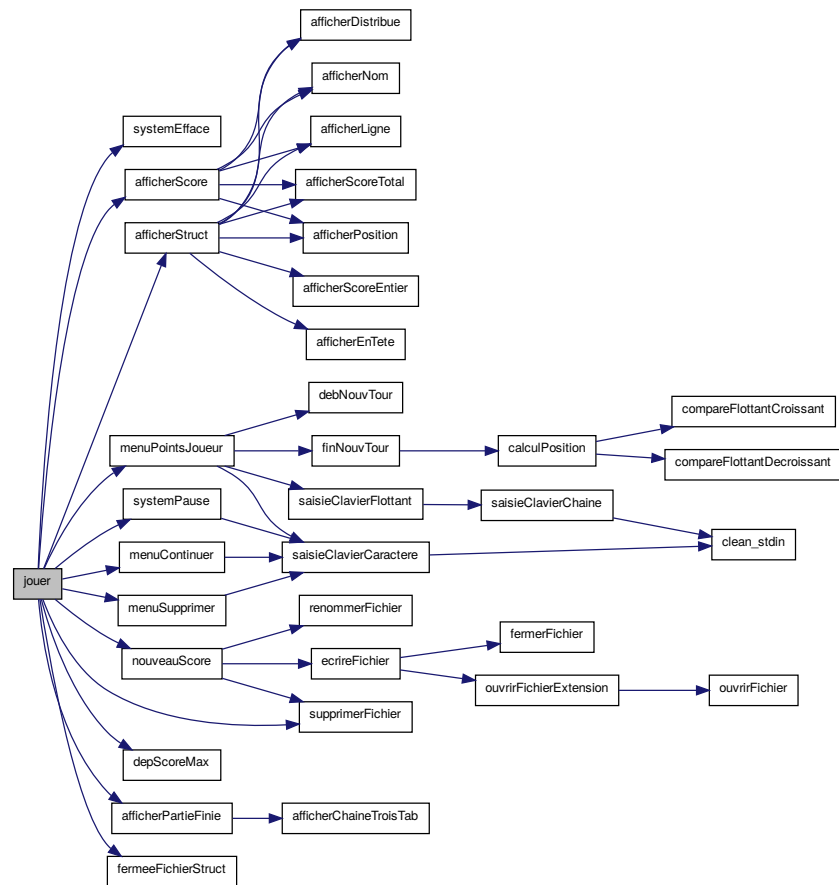 afficherDistribue
afficherNom
systemEfface
afficherLigne
afficherScore
afficherScoreTotal
afficherStruct
afficherPosition
afficherScoreEntier
afficherEnTete
debNouvTour
compareFlottantCroissant
menuPointsJoueur
finNouvTour
calculPosition
compareFlottantDecroissant
systemPause
saisieClavierFlottant
saisieClavierChaine
menuContinuer
saisieClavierCaractere
clean_stdin
jouer
menuSupprimer
renommerFichier
fermerFichier
nouveauScore
ecrireFichier
ouvrirFichierExtension
ouvrirFichier
supprimerFichier
depScoreMax
afficherPartieFinie
afficherChaineTroisTab
fermeeFichierStruct